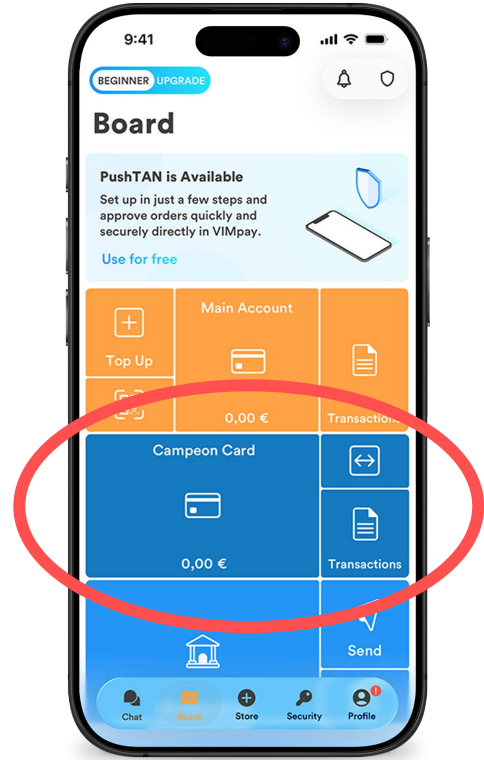 9:41
BEGINNER UPGRADE
Board
PushTAN is Available
Set up in just a few steps and
approve orders quickly and
securely directly in VIMpay.
Use for free
Main Account
Top Up
0,00 €
Transactions
Campeon Card
0,00 €
Transactions
Send
Chat
Board
Store
Security
Profile
!